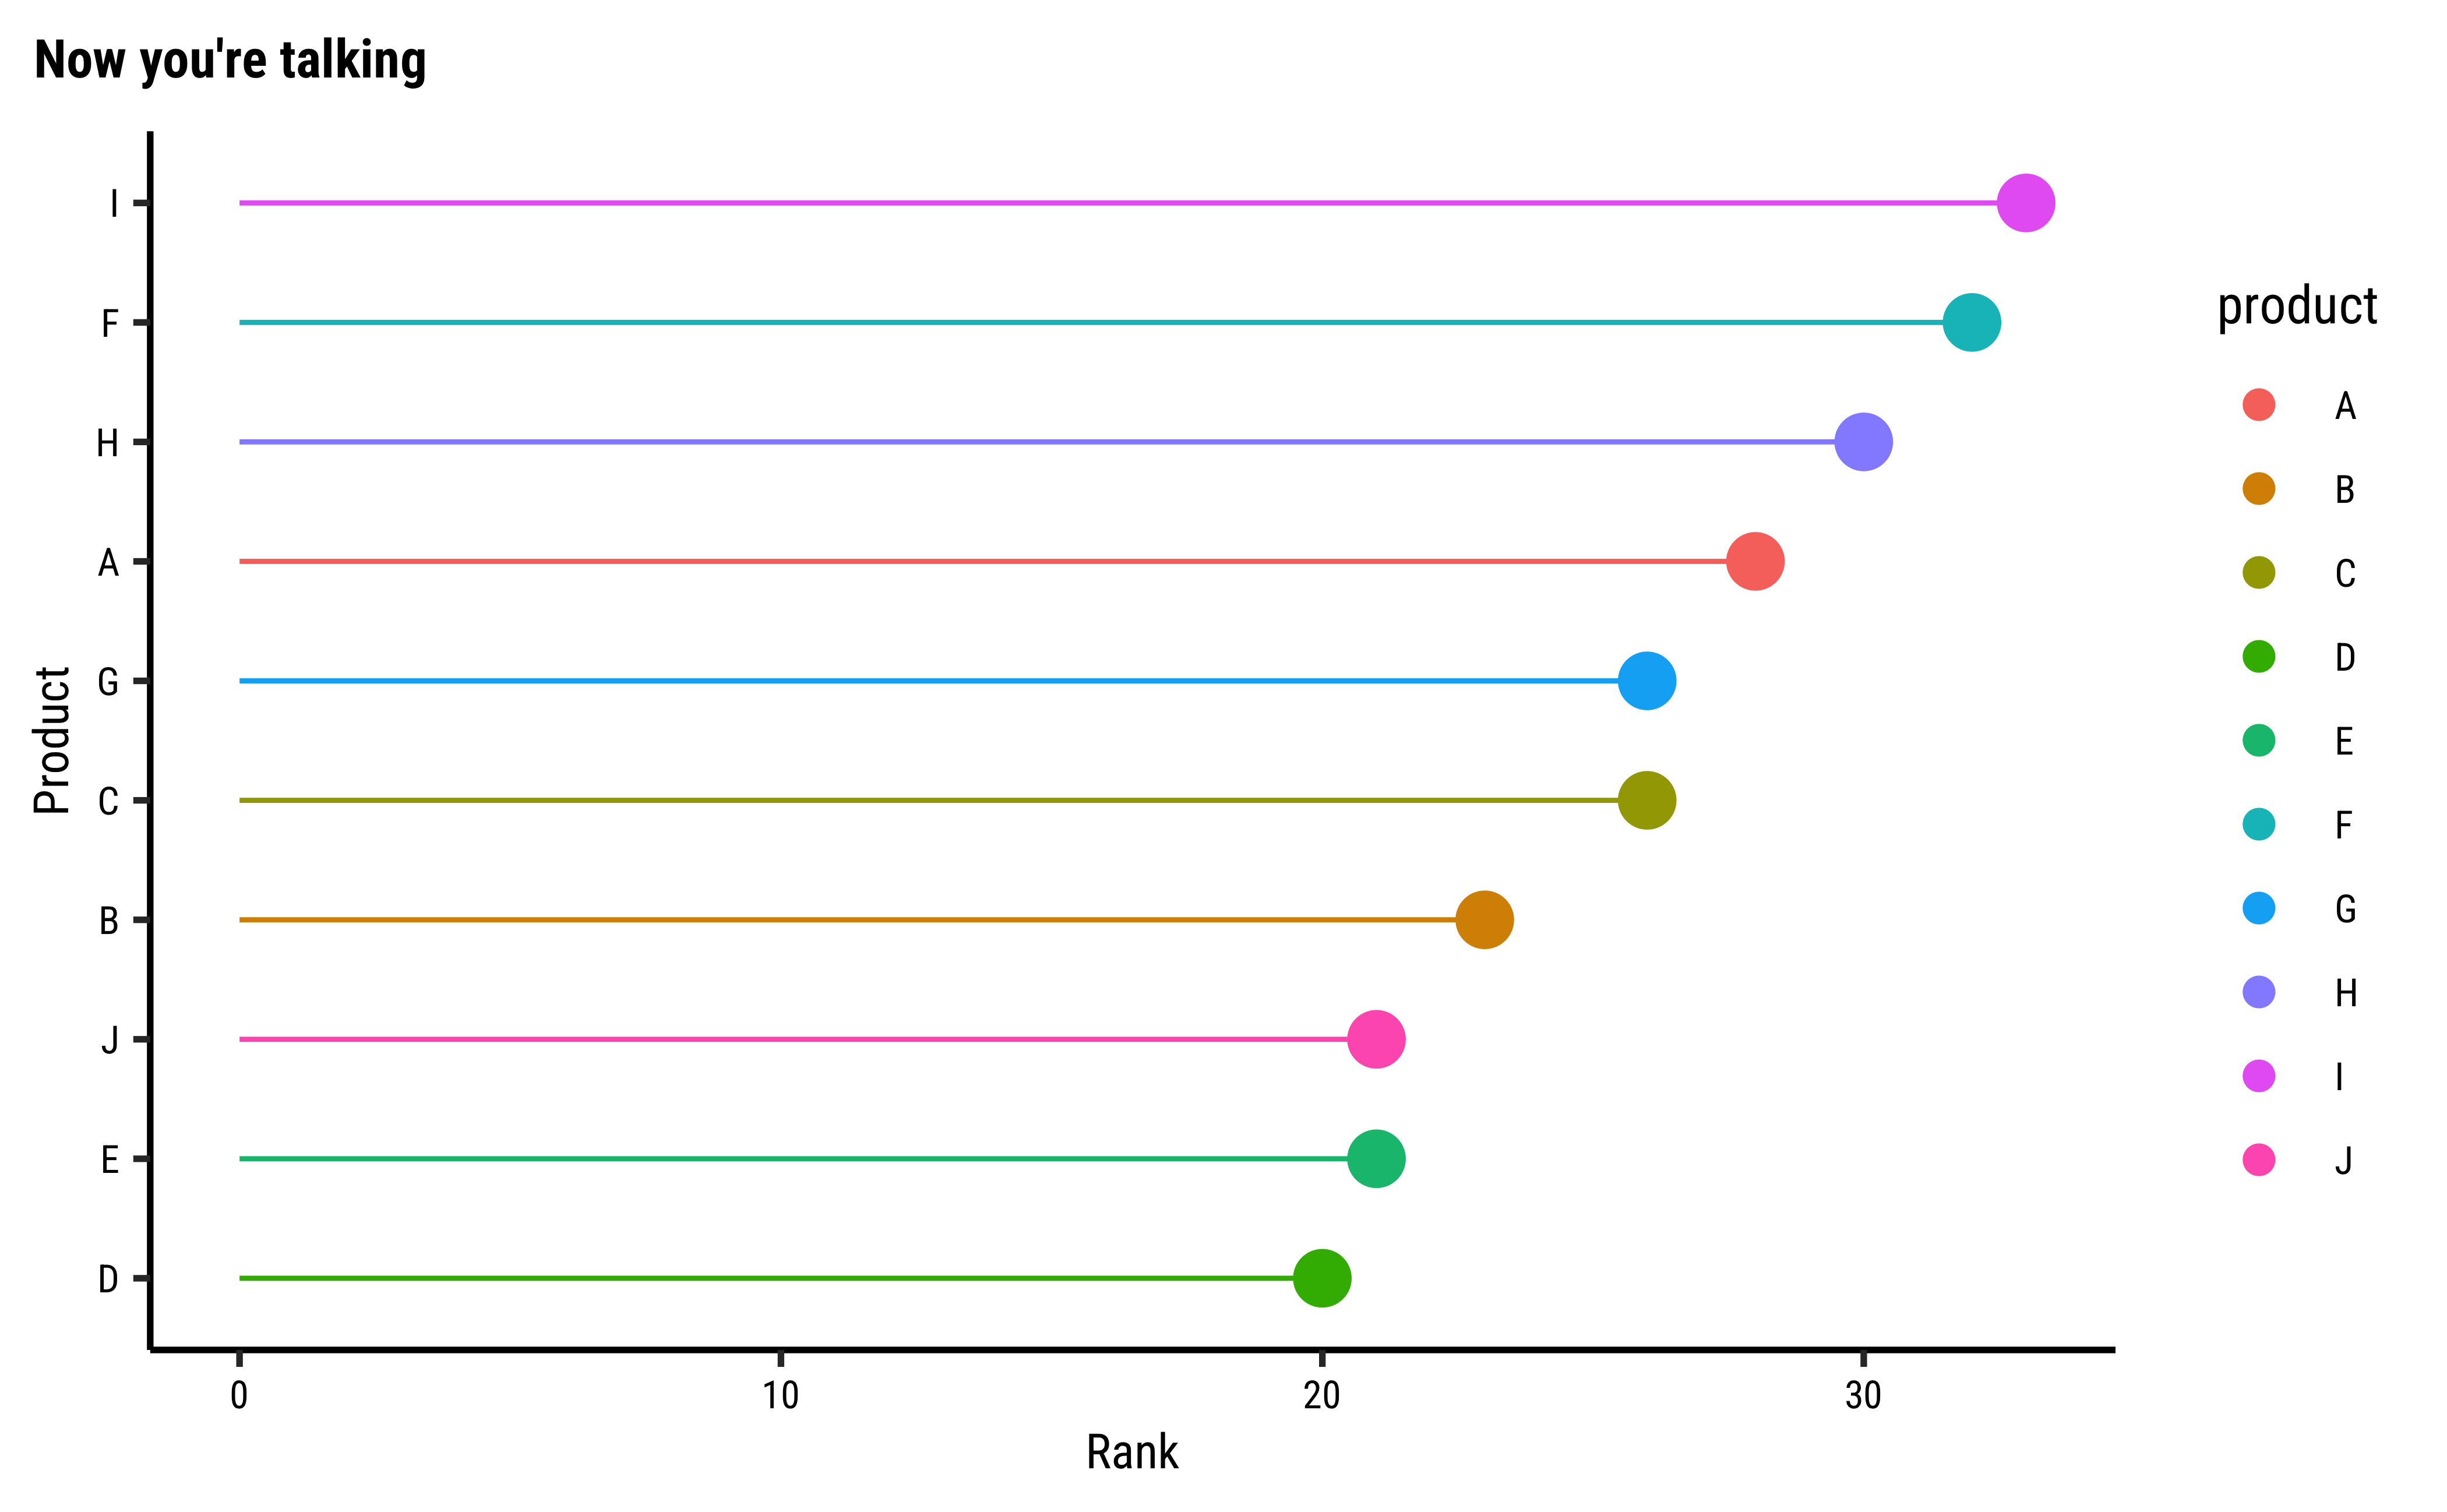 Now you're talking
Product
I
F
H
A
G
C
B
J
E
D
0 10 20 30
Rank
product
A
B
C
D
E
F
G
H
I
J